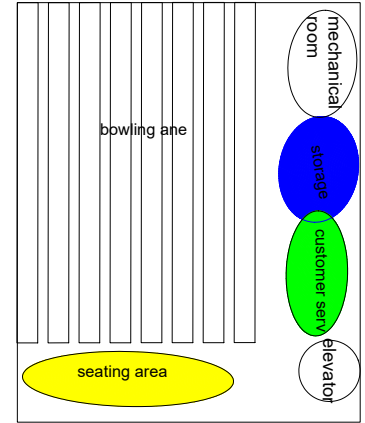 mechanical
room
bowling ane
storage
customer serv
elevator
seating area